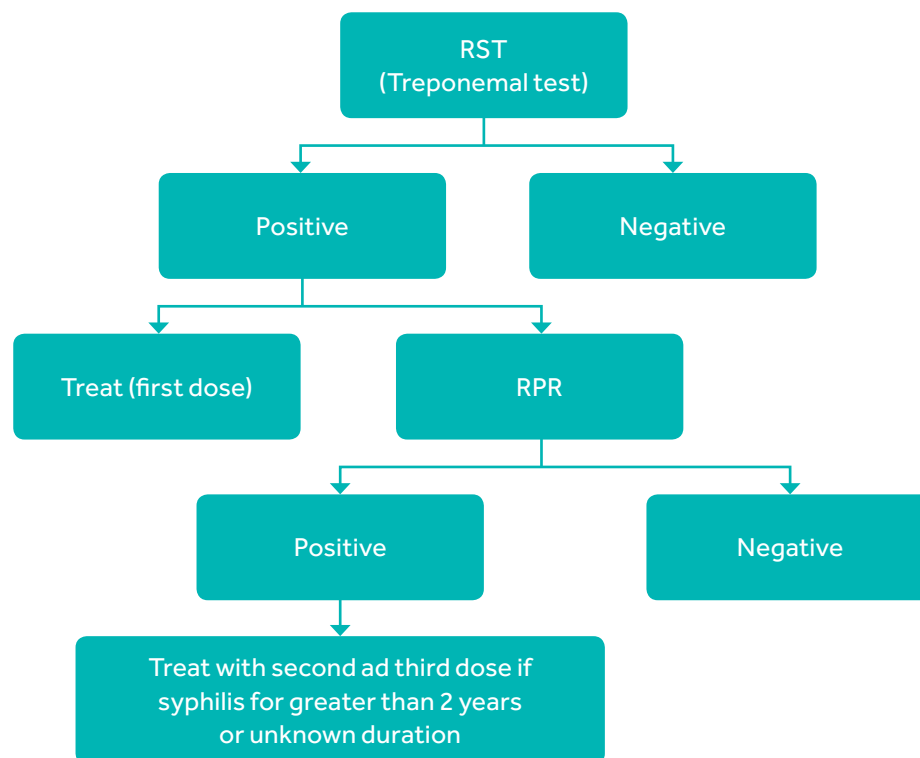 RST
(Treponemal test)
Positive
Negative
Treat (first dose)
RPR
Positive
Negative
Treat with second ad third dose if
syphilis for greater than 2 years
or unknown duration